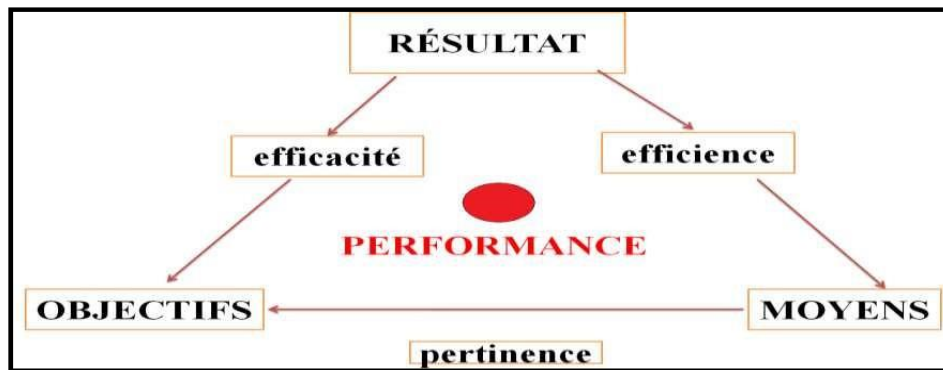 RÉSULTAT
efficacité
efficience
PERFORMANCE
OBJECTIFS
MOYENS
pertinence